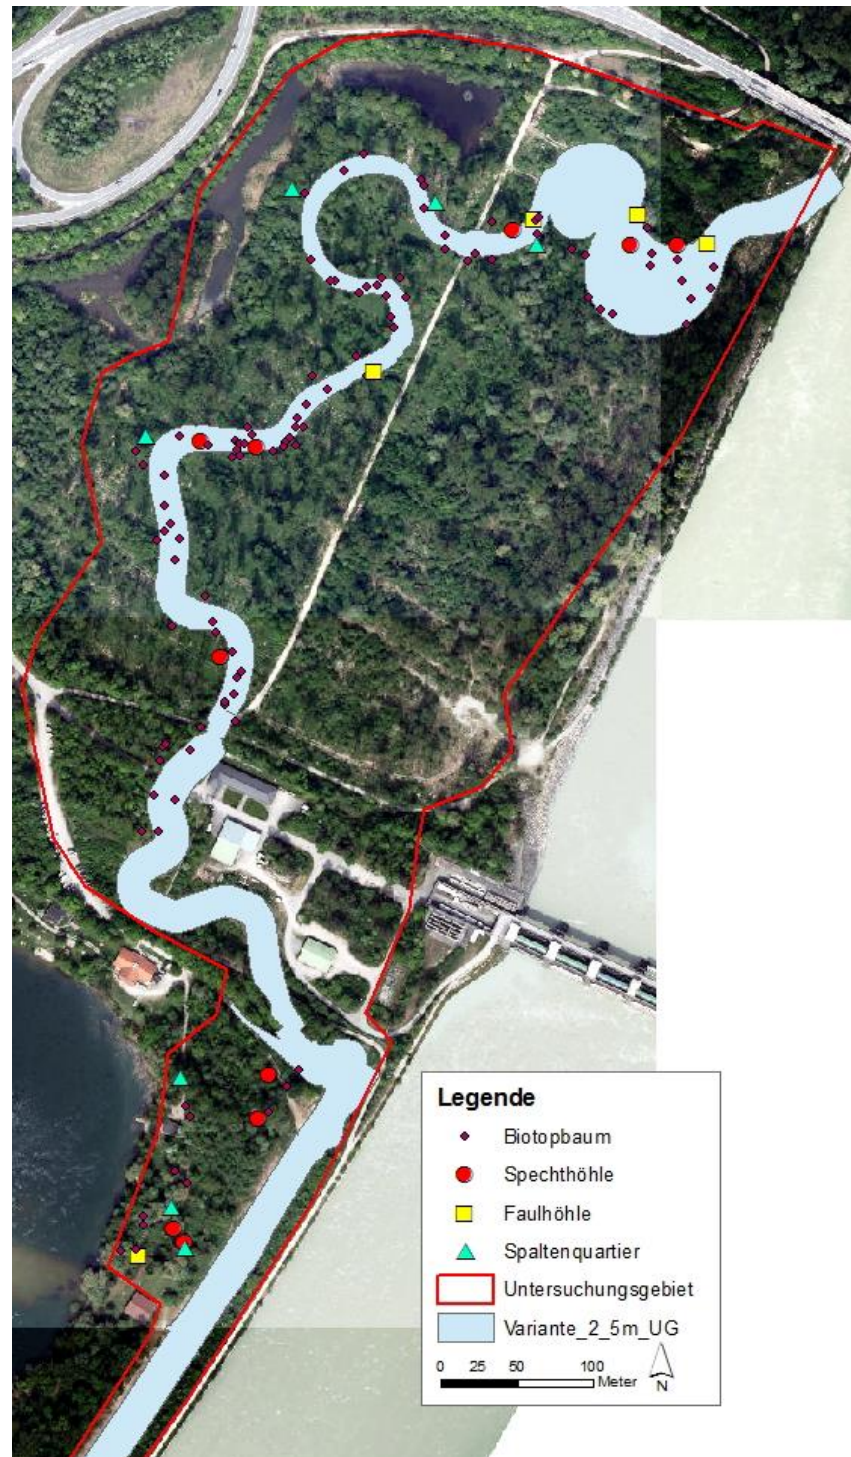 Legende
Biotopbaum
Spechthöhle
Faulhöhle
Spaltenquartier
Untersuchungsgebiet
Variante_2_5m_UG
0 25 50 100
Meter
N